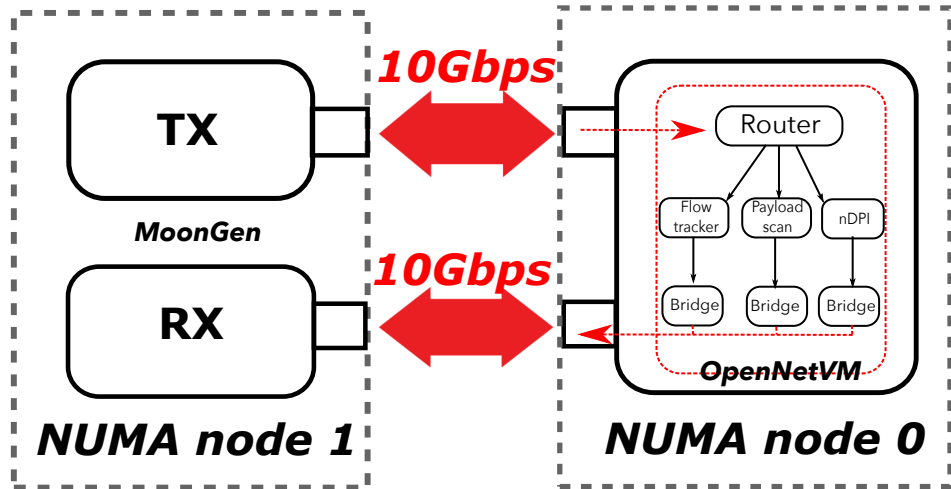 10Gbps
TX
MoonGen
10Gbps
RX
NUMA node 1
Router
Flow
tracker
Payload
scan
nDPI
Bridge
Bridge
Bridge
OpenNetVM
NUMA node 0